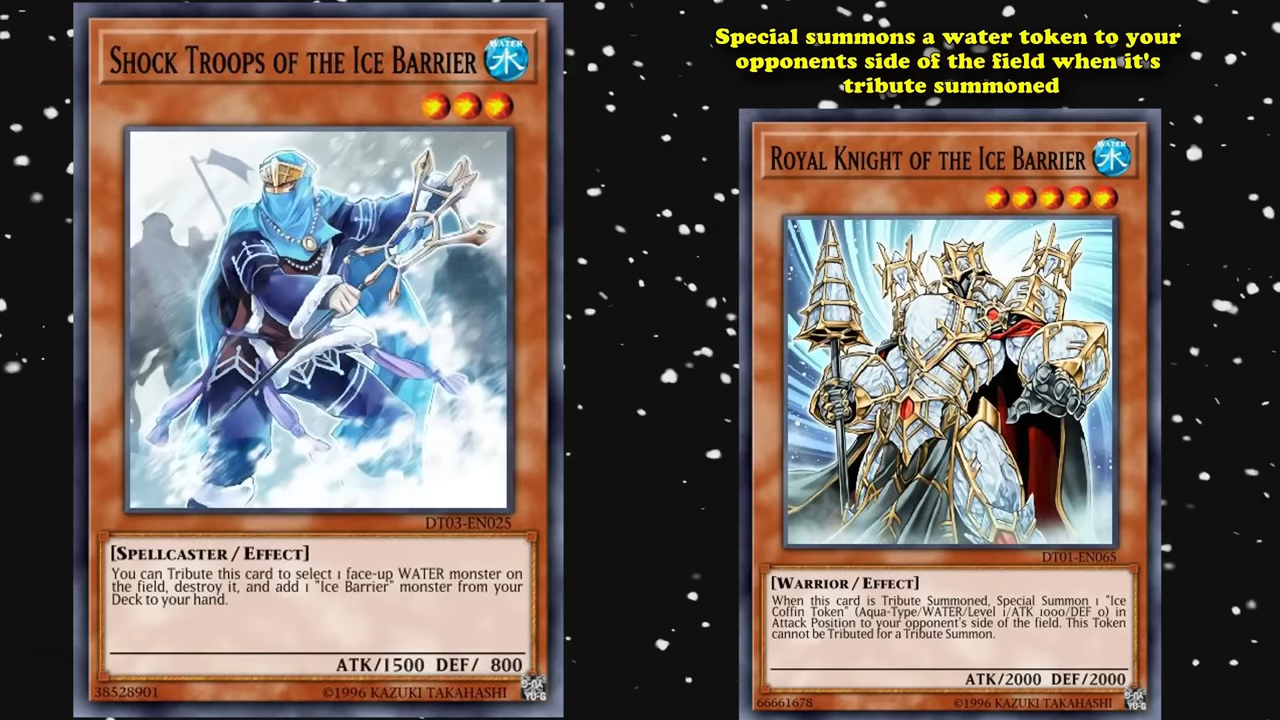 SHOCK TROOPS OF THE ICE BARRIER
WATER
水
DT03-EN025
[SPELLCASTER / EFFECT]
You can Tribute this card to select 1 face-up WATER monster on
the field, destroy it, and add 1 "Ice Barrier" monster from your
Deck to your hand.
ATK/1500 DEF/ 800
38528901
©1996 KAZUKI TAKAHASHI
Special summons a water token to your
opponents side of the field when it's
tribute summoned
ROYAL KNIGHT OF THE ICE BARRIER
WATER
水
DT01-EN065
[WARRIOR / EFFECT]
When this card is Tribute Summoned, Special Summon 1 "Ice
Coffin Token" (Aqua-Type/WATER/Level 1/ATK 1000/DEF 0) in
Attack Position to your opponent's side of the field. This Token
cannot be Tributed for a Tribute Summon.
ATK/2000 DEF/2000
66661678
©1996 KAZUKI TAKAHASHI